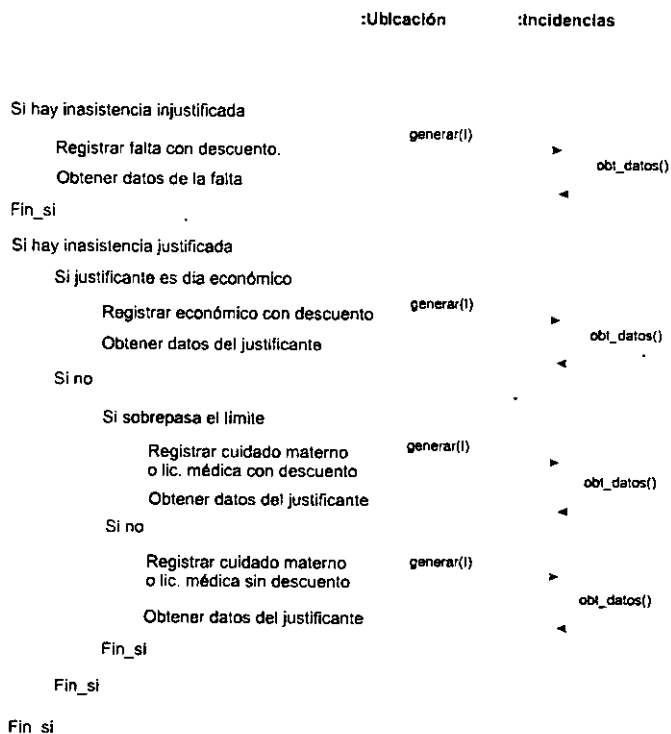 :Ubicación :Incidencias
Si hay inasistencia injustificada
generar(I)
Registrar falta con descuento.
obt_datos()
Obtener datos de la falta
Fin_si
Si hay inasistencia justificada
Si justificante es dia económico
Registrar económico con descuento generar(I)
obt_datos()
Obtener datos del justificante
Si no
Si sobrepasa el límite
Registrar cuidado materno generar(I)
o lic. médica con descuento
obt_datos()
Obtener datos del justificante
Si no
Registrar cuidado materno generar(I)
o lic. médica sin descuento
obt_datos()
Obtener datos del justificante
Fin_si
Fin_si
Fin_si